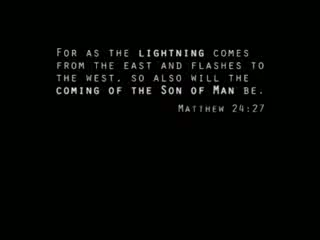 For as the lightning comes
from the east and flashes to
the west, so also will the
coming of the Son of Man be.
Matthew 24:27